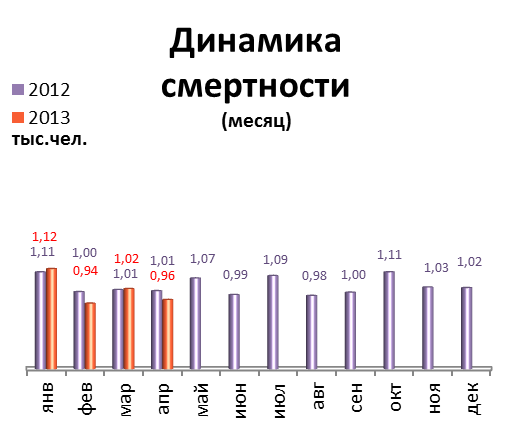 Динамика
смертности
(месяц)
2012
2013
тыс.чел.
1,12
1,11
1,00
0,94
1,02
1,01
1,01
0,96
1,07
0,99
1,09
0,98
1,00
1,11
1,03
1,02
янв
фев
мар
апр
май
июн
июл
авг
сен
окт
ноя
дек